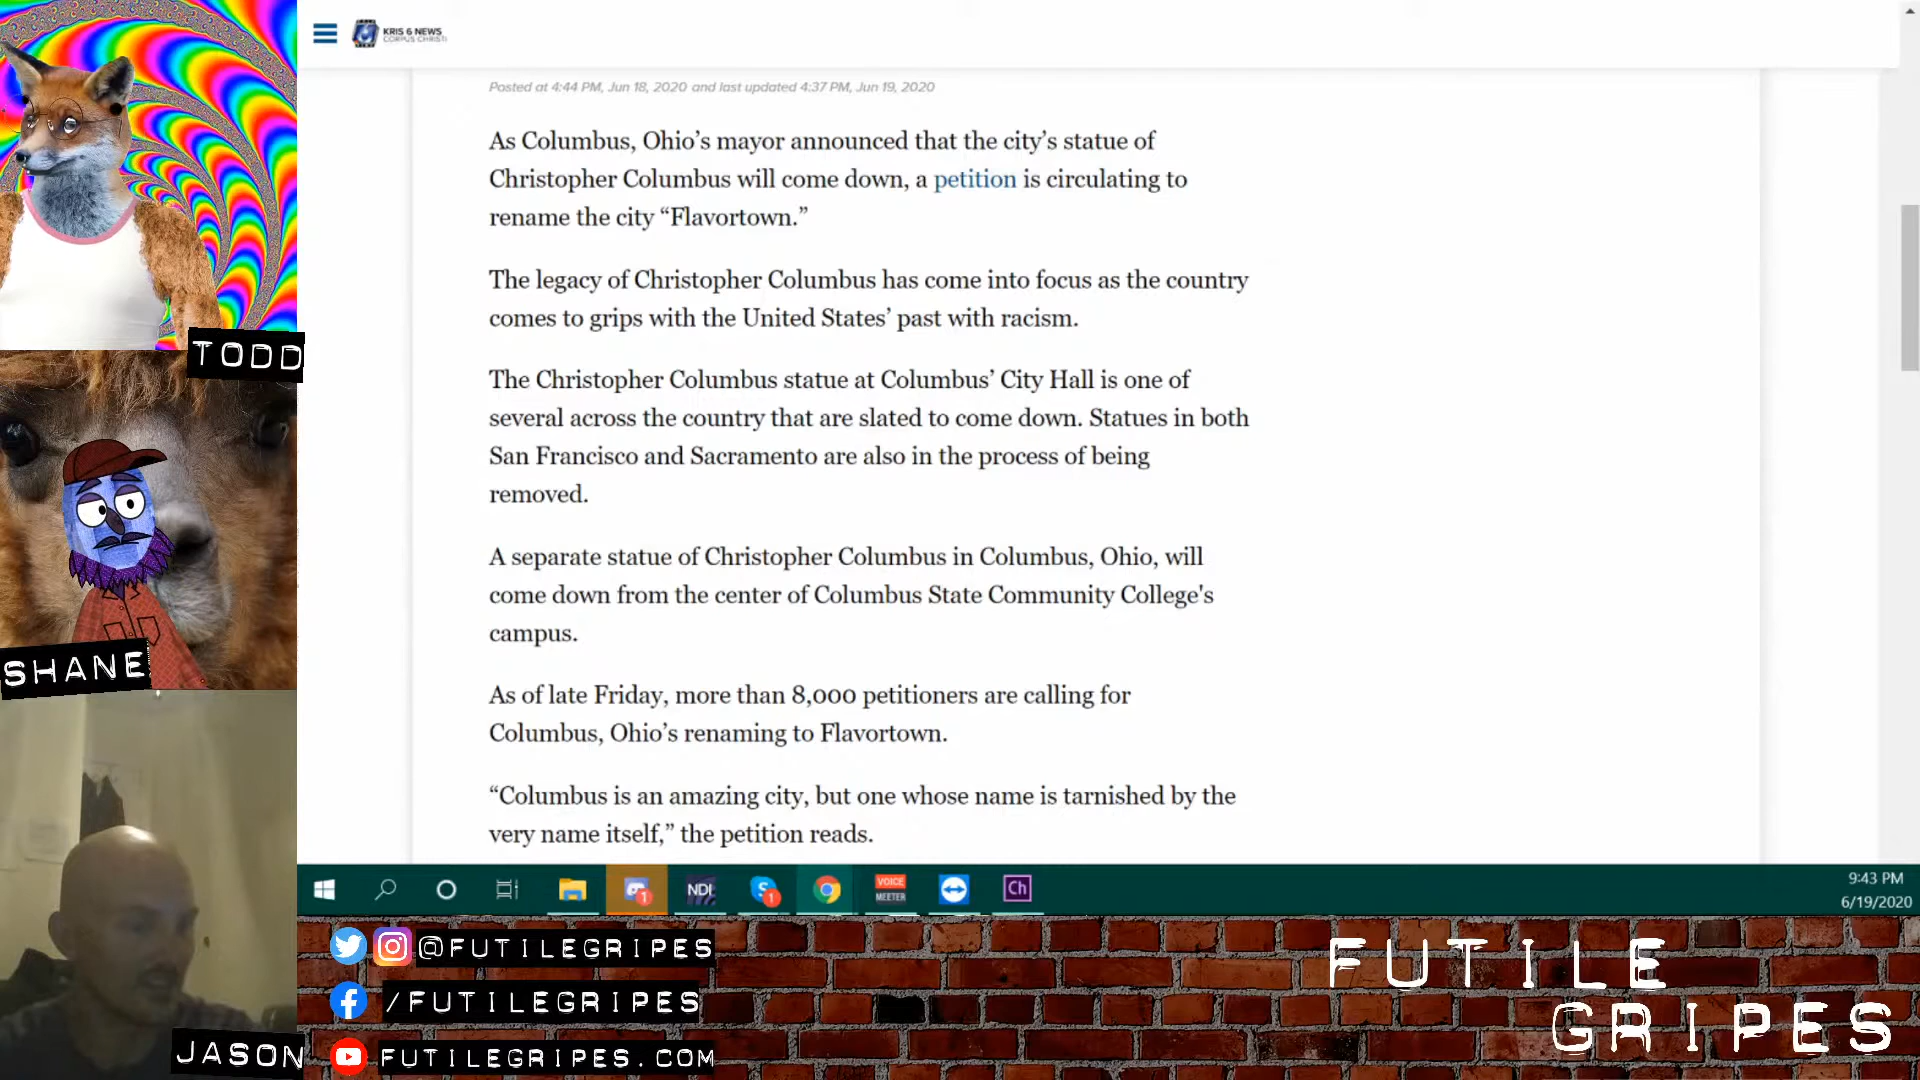 KRIS 6 NEWS
CORPUS CHRISTI
Posted at 4:44 PM, Jun 18, 2020 and last updated 4:37 PM, Jun 19, 2020
As Columbus, Ohio’s mayor announced that the city’s statue of
Christopher Columbus will come down, a petition is circulating to
rename the city “Flavortown.”
The legacy of Christopher Columbus has come into focus as the country
comes to grips with the United States’ past with racism.
The Christopher Columbus statue at Columbus’ City Hall is one of
several across the country that are slated to come down. Statues in both
San Francisco and Sacramento are also in the process of being
removed.
A separate statue of Christopher Columbus in Columbus, Ohio, will
come down from the center of Columbus State Community College's
campus.
As of late Friday, more than 8,000 petitioners are calling for
Columbus, Ohio’s renaming to Flavortown.
“Columbus is an amazing city, but one whose name is tarnished by the
very name itself,” the petition reads.
TODD
SHANE
JASON
1
NDI
S
1
VOICE
MEETER
Ch
9:43 PM
6/19/2020
@FUTILEGRIPES
/FUTILEGRIPES
FUTILEGRIPES.COM
FUTILE
GRIPES